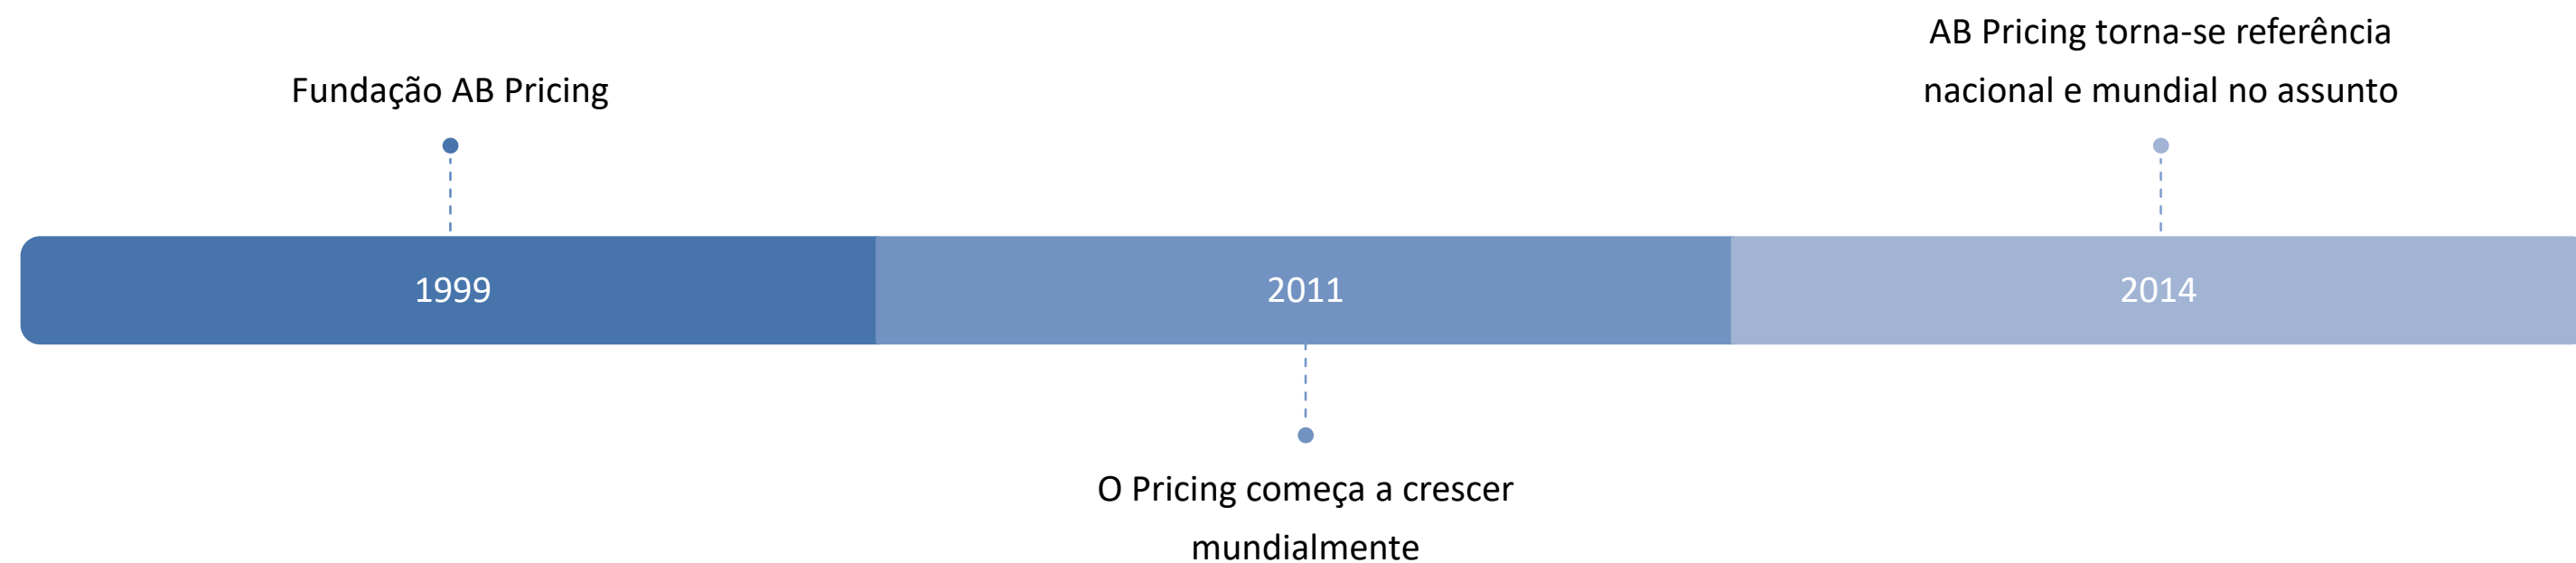 AB Pricing torna-se referência
nacional e mundial no assunto
Fundação AB Pricing
1999
2011
2014
O Pricing começa a crescer
mundialmente